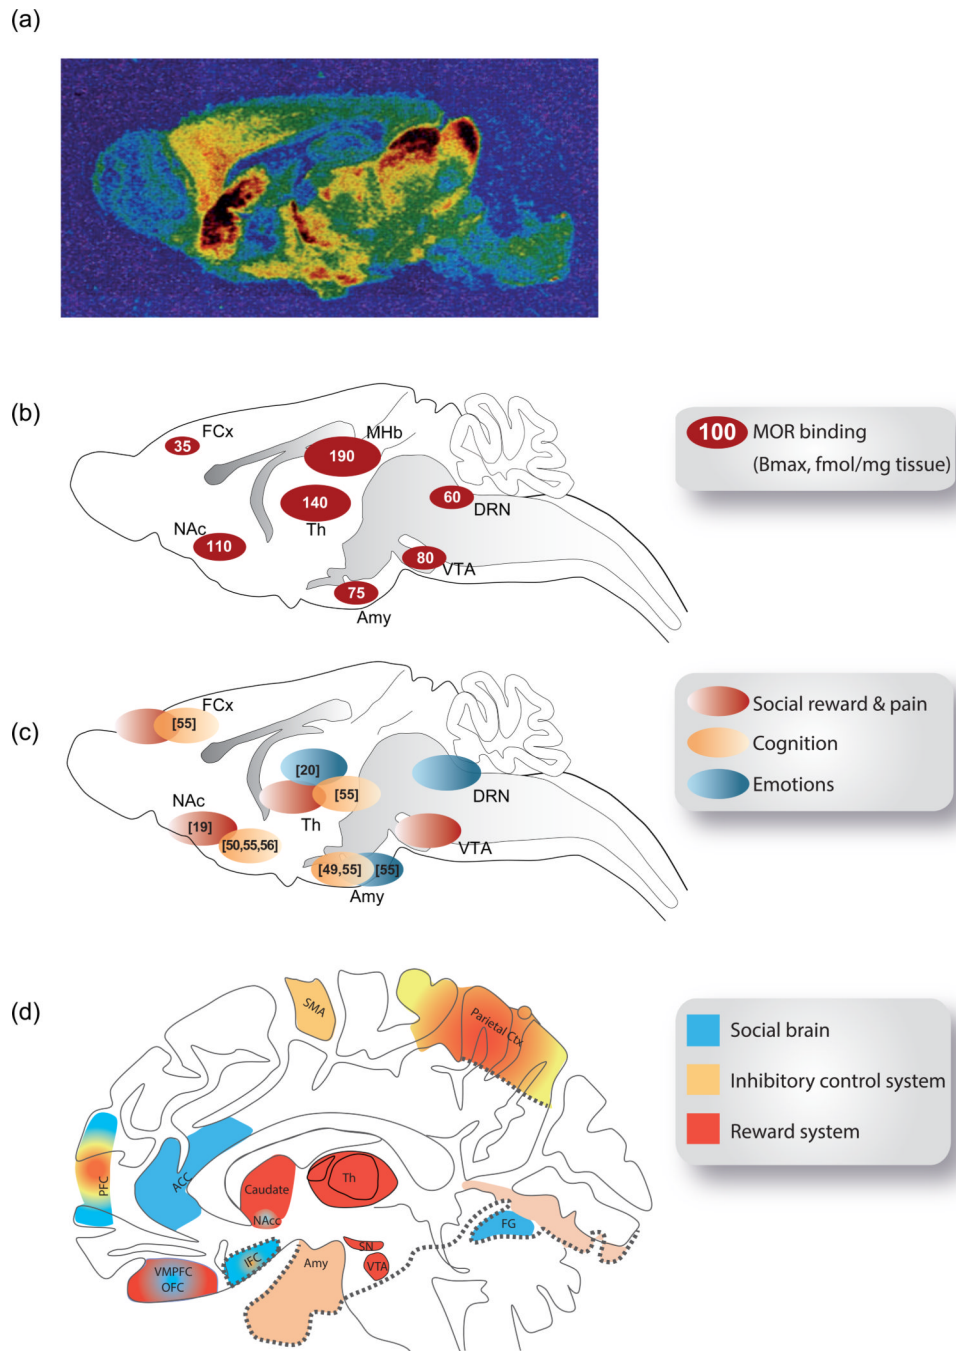 (a)
(b)
FCx
35
MHb
190
140
Th
NAc
110
60
DRN
80
VTA
75
Amy
100 MOR binding
(Bmax, fmol/mg tissue)
(c)
FCx
[55]
[20]
[55]
Th
NAc
[19]
[50,55,56]
DRN
VTA
[49,55]
[55]
Amy
Social reward & pain
Cognition
Emotions
(d)
SMA
Parietal Ctx
PFC
ACC
Caudate
NAcc
Th
FG
SN
VTA
IFC
Amy
VMPFC
OFC
Social brain
Inhibitory control system
Reward system